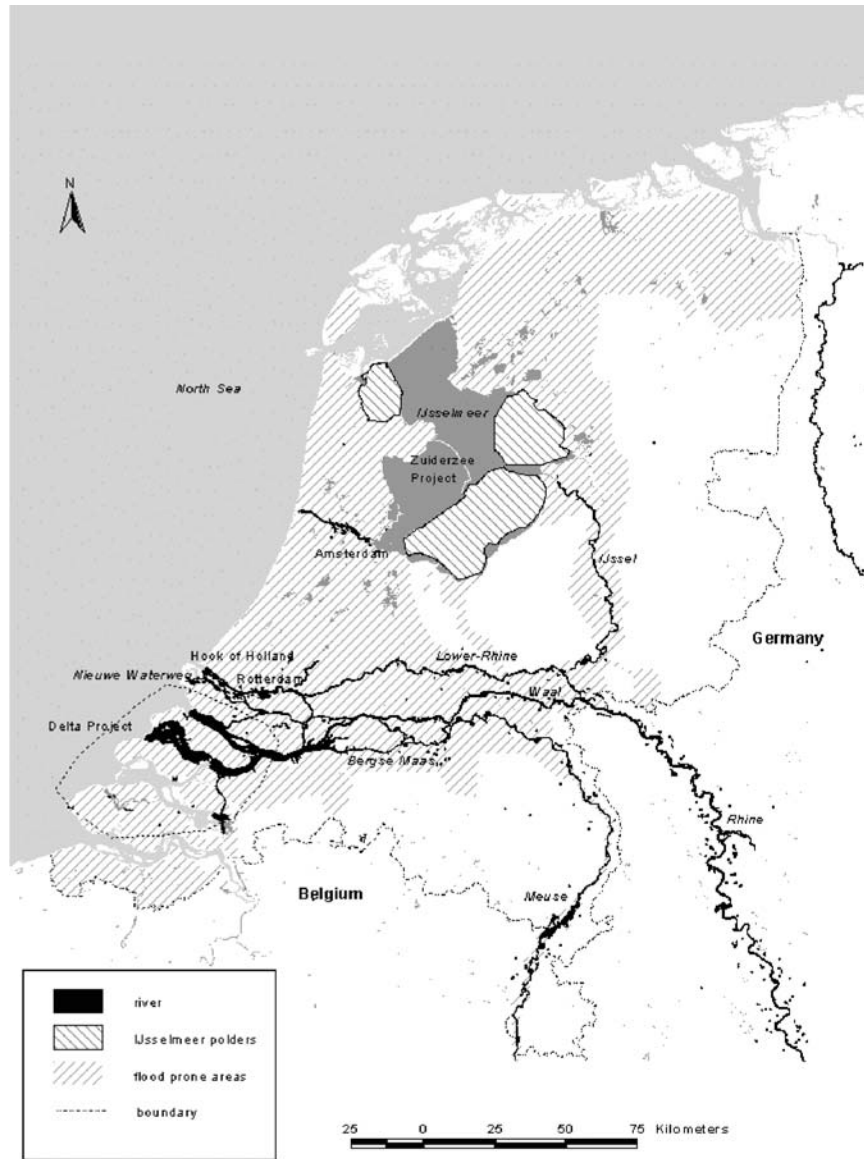 N
North Sea
IJsselmeer
Zuiderzee
Project
Amsterdam
IJssel
Germany
Hook of Holland
Lower-Rhine
Nieuwe Waterweg
Rotterdam
Waal
Delta Project
Bergse Maas
Rhine
Belgium
Meuse
river
IJsselmeer polders
flood prone areas
boundary
25 0 25 50 75 Kilometers